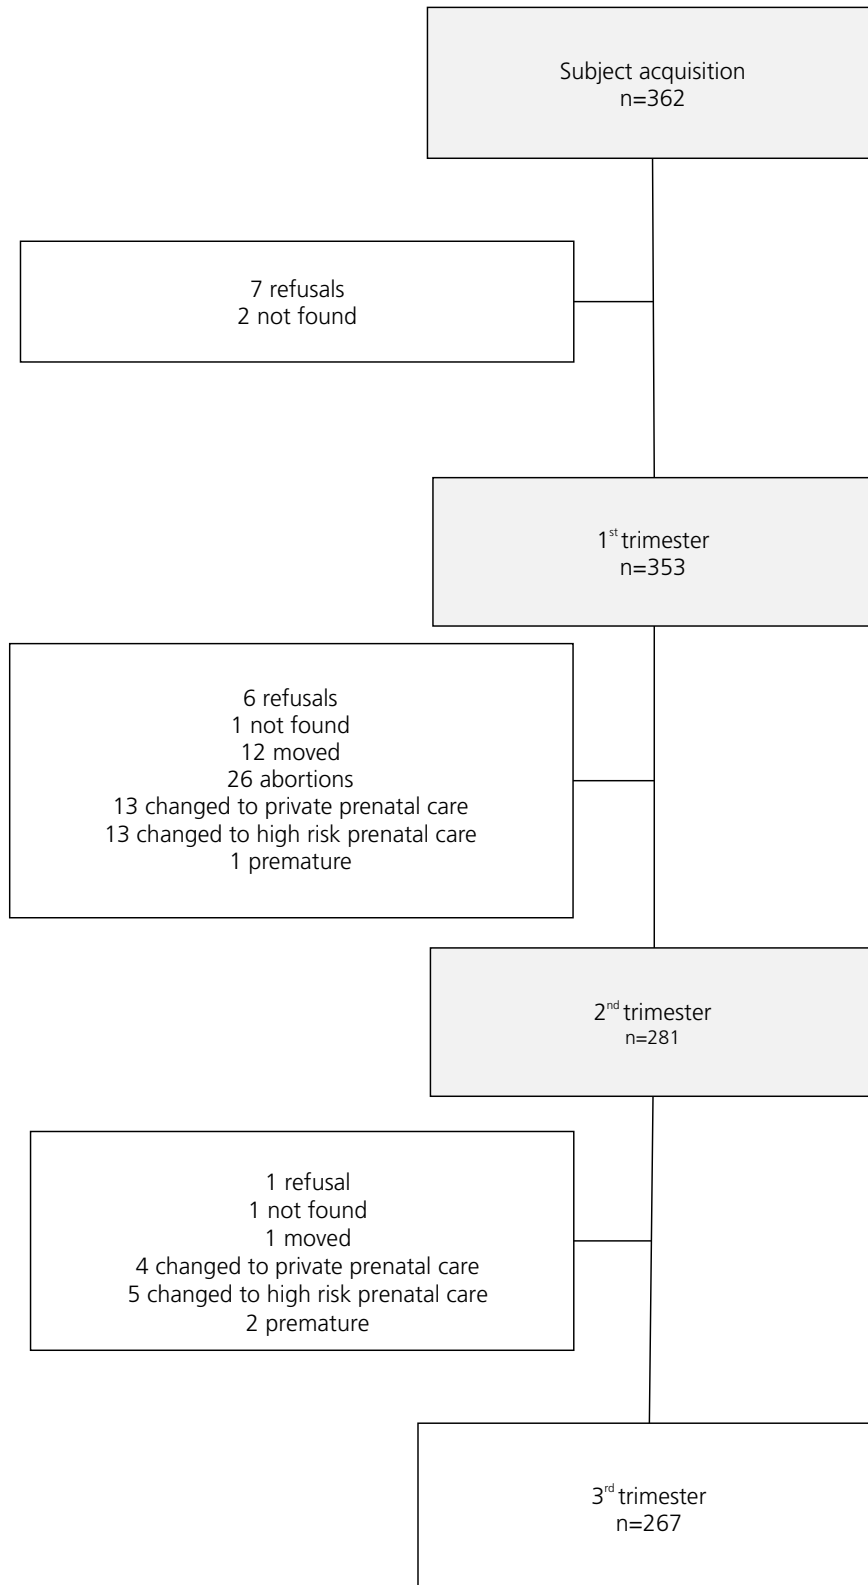 Subject acquisition
n=362
7 refusals
2 not found
1st trimester
n=353
6 refusals
1 not found
12 moved
26 abortions
13 changed to private prenatal care
13 changed to high risk prenatal care
1 premature
2nd trimester
n=281
1 refusal
1 not found
1 moved
4 changed to private prenatal care
5 changed to high risk prenatal care
2 premature
3rd trimester
n=267